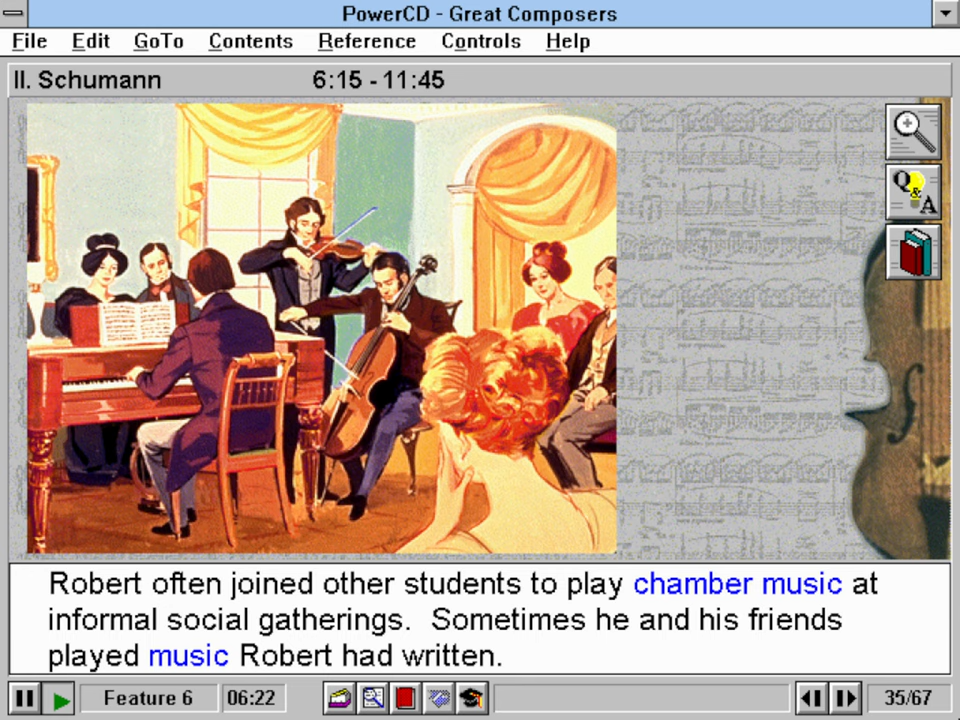 PowerCD - Great Composers
File Edit GoTo Contents Reference Controls Help
II. Schumann 6:15 - 11:45
Q&A
Robert often joined other students to play chamber music at
informal social gatherings. Sometimes he and his friends
played music Robert had written.
Feature 6 06:22 35/67